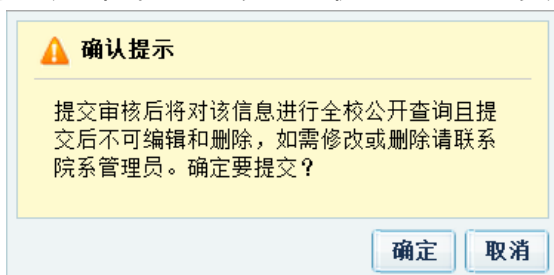 确认提示
提交审核后将对该信息进行全校公开查询且提
交后不可编辑和删除，如需修改或删除请联系
院系管理员。确定要提交？
确定 取消